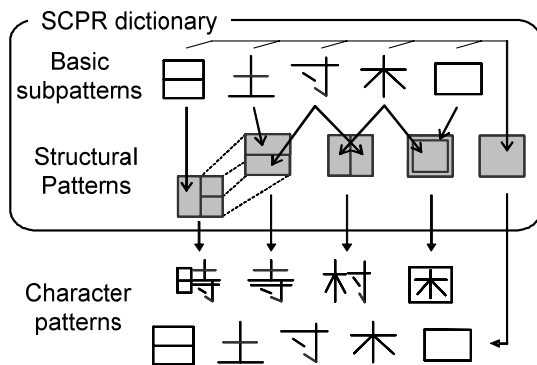 SCPR dictionary
Basic
subpatterns
日 土 寸 木 口
Structural
Patterns
時 寺 村 困
Character
patterns
日 土 寸 木 口